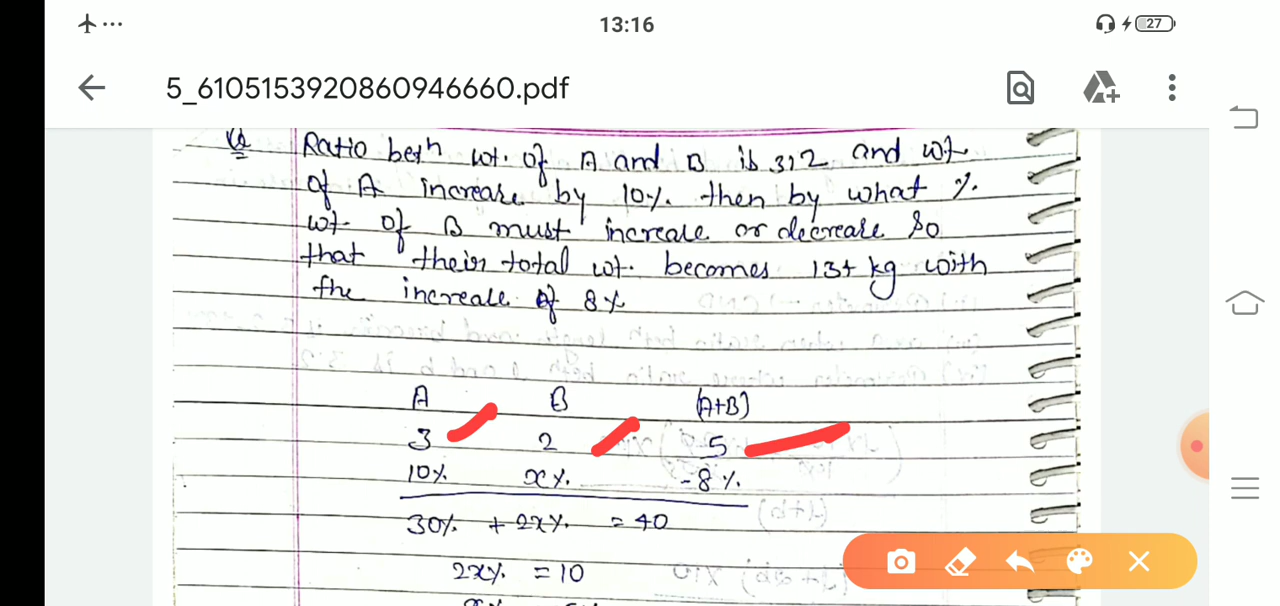 13:16
27
5_6105153920860946660.pdf
Q Ratio betn wt. of A and B is 3:2 and wt
of A increase by 10% then by what %
wt of B must increase or decrease so
that their total wt. becomes 134 kg with
the increase of 8%
A B (A+B)
3 2 5
10% x% -8%
30% + 2x% = 40
2x% = 10